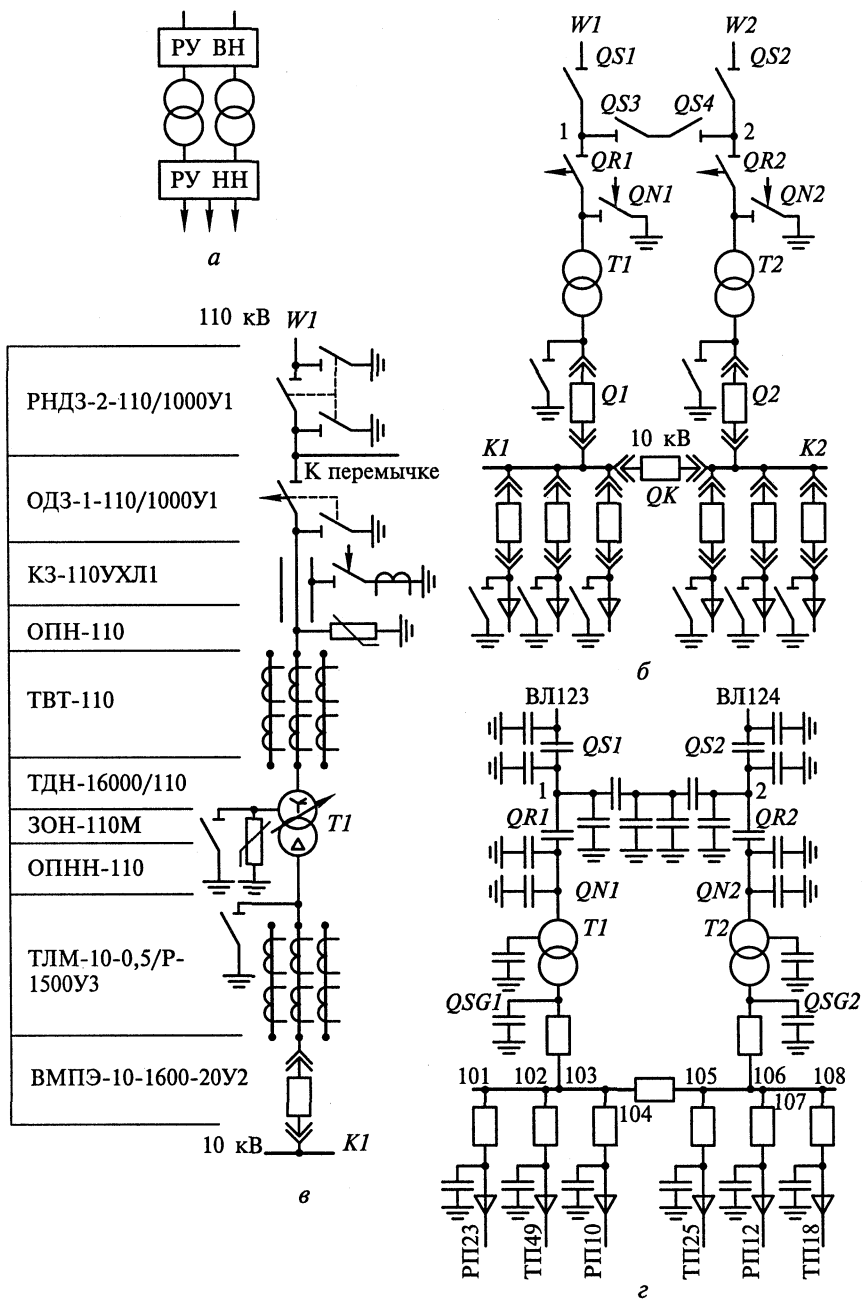 РУ ВН
РУ НН
а
W1 W2
QS1 QS2
QS3 QS4
1 2
QR1 QR2
QN1 QN2
T1 T2
Q1 Q2
10 кВ
K1 K2
QK
б
110 кВ W1
РНДЗ-2-110/1000У1
К перемычке
ОДЗ-1-110/1000У1
КЗ-110УХЛ1
ОПН-110
ТВТ-110
ТДН-16000/110
ЗОН-110М
T1
ОПНН-110
ТЛМ-10-0,5/Р-
1500У3
ВМПЭ-10-1600-20У2
10 кВ K1
в
ВЛ123 ВЛ124
QS1 QS2
1 2
QR1 QR2
QN1 QN2
T1 T2
QSG1 QSG2
101 102 103 105 106 108
104 107
РП23 ТП49 РП10 ТП25 РП12 ТП18
г